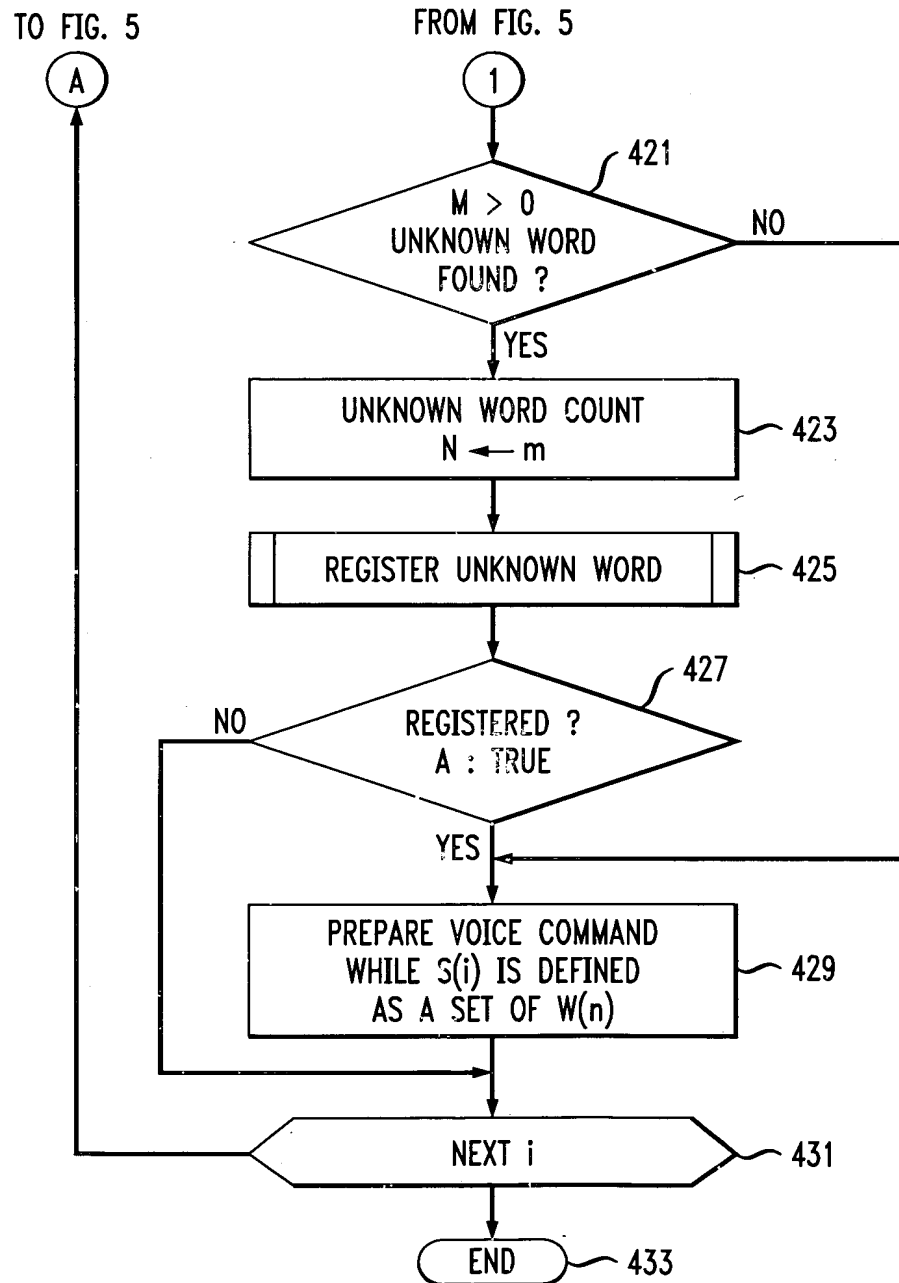 TO FIG. 5
FROM FIG. 5
A
1
421
M > 0
UNKNOWN WORD
FOUND ?
NO
YES
UNKNOWN WORD COUNT
N ← m
423
REGISTER UNKNOWN WORD
425
427
NO
REGISTERED ?
A : TRUE
YES
PREPARE VOICE COMMAND
WHILE S(i) IS DEFINED
AS A SET OF W(n)
429
NEXT i
431
END
433